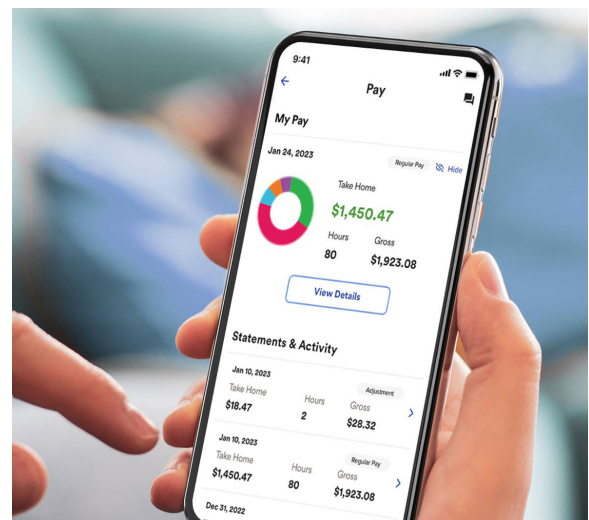 9:41
Pay
My Pay
Jan 24, 2023 Regular Pay Hide
Take Home
$1,450.47
Hours Gross
80 $1,923.08
View Details
Statements & Activity
Jan 10, 2023 Adjustment
Take Home Hours Gross
$18.47 2 $28.32
Jan 10, 2023 Regular Pay
Take Home Hours Gross
$1,450.47 80 $1,923.08
Dec 31, 2022